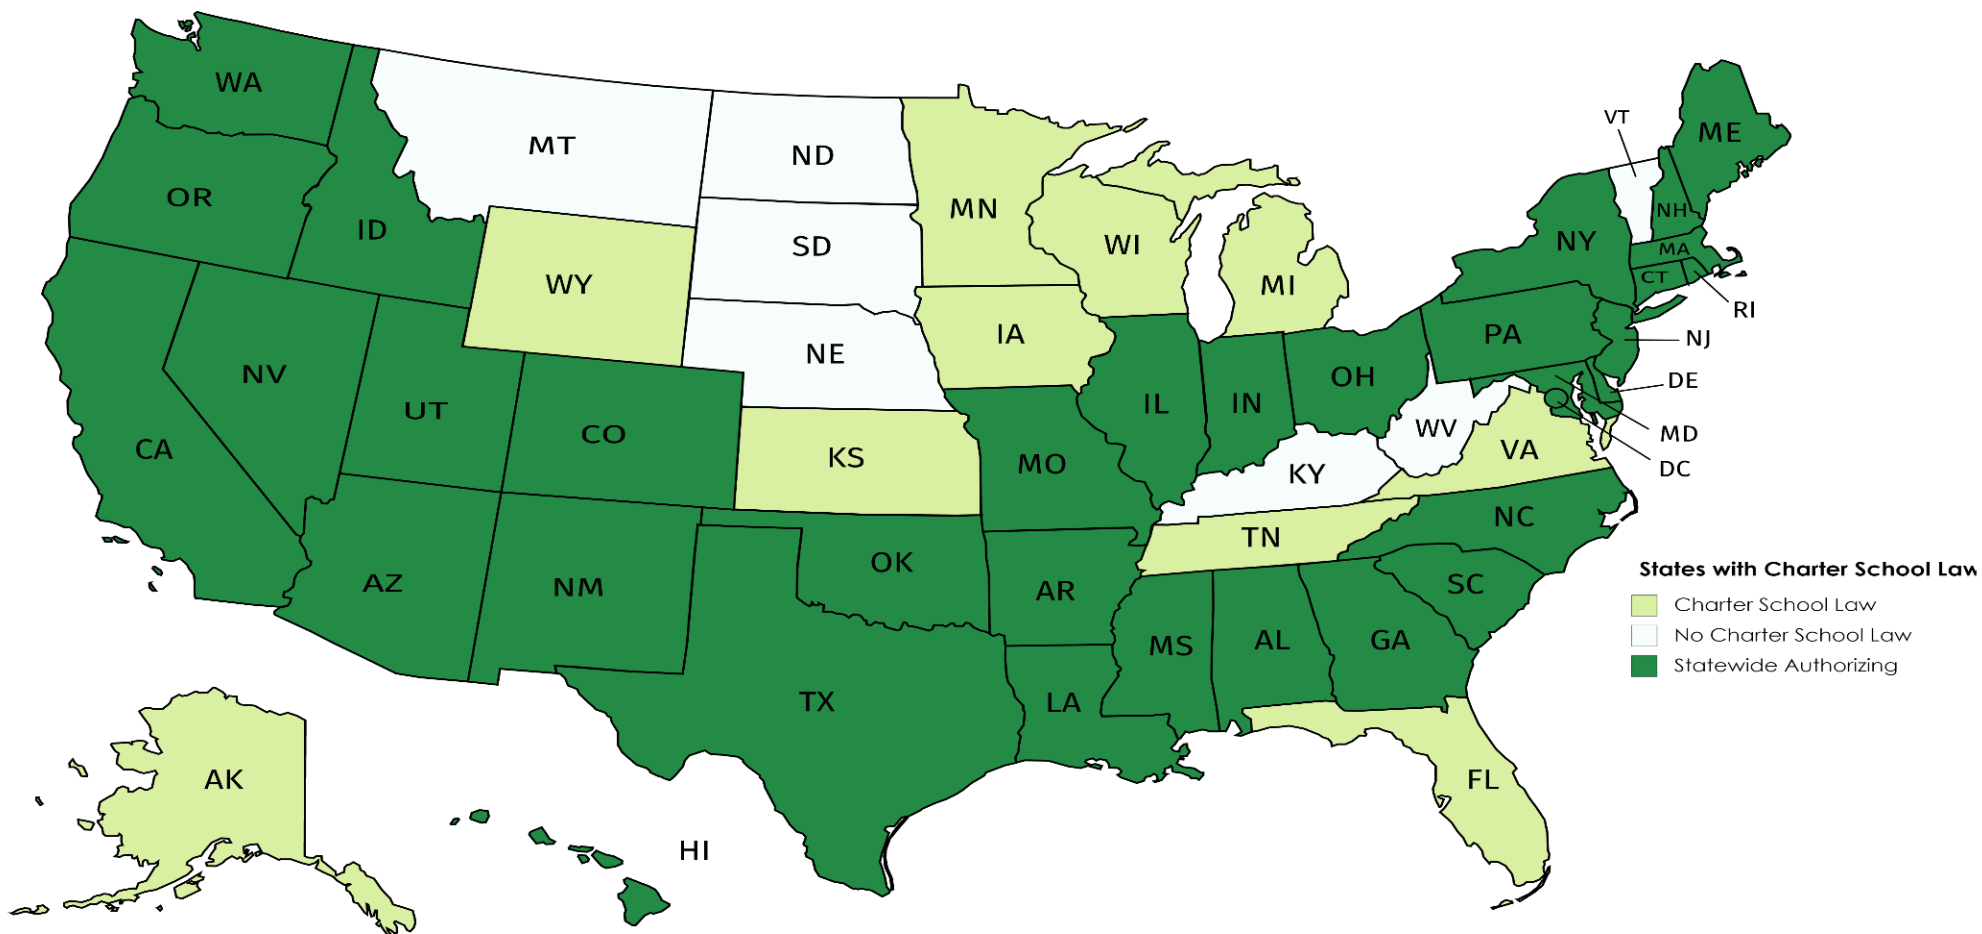 WA
MT
ND
MN
VT
ME
OR
ID
SD
WI
NH
NY
MA
WY
MI
CT
RI
IA
NE
PA
NJ
NV
UT
CO
IL
IN
OH
DE
CA
KS
MO
KY
WV
VA
MD
DC
TN
NC
AZ
NM
OK
AR
SC
MS
AL
GA
TX
LA
AK
HI
FL
States with Charter School Law
Charter School Law
No Charter School Law
Statewide Authorizing